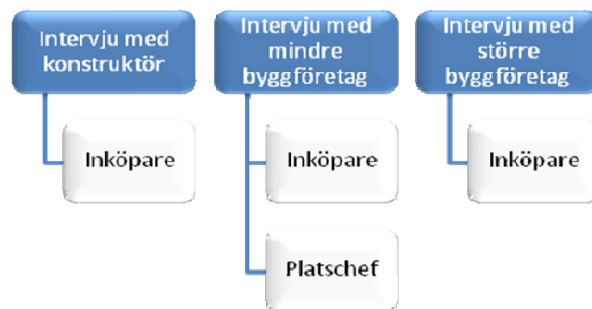 Intervju med
konstruktör
Inköpare
Intervju med
mindre
byggföretag
Inköpare
Platschef
Intervju med
större
byggföretag
Inköpare